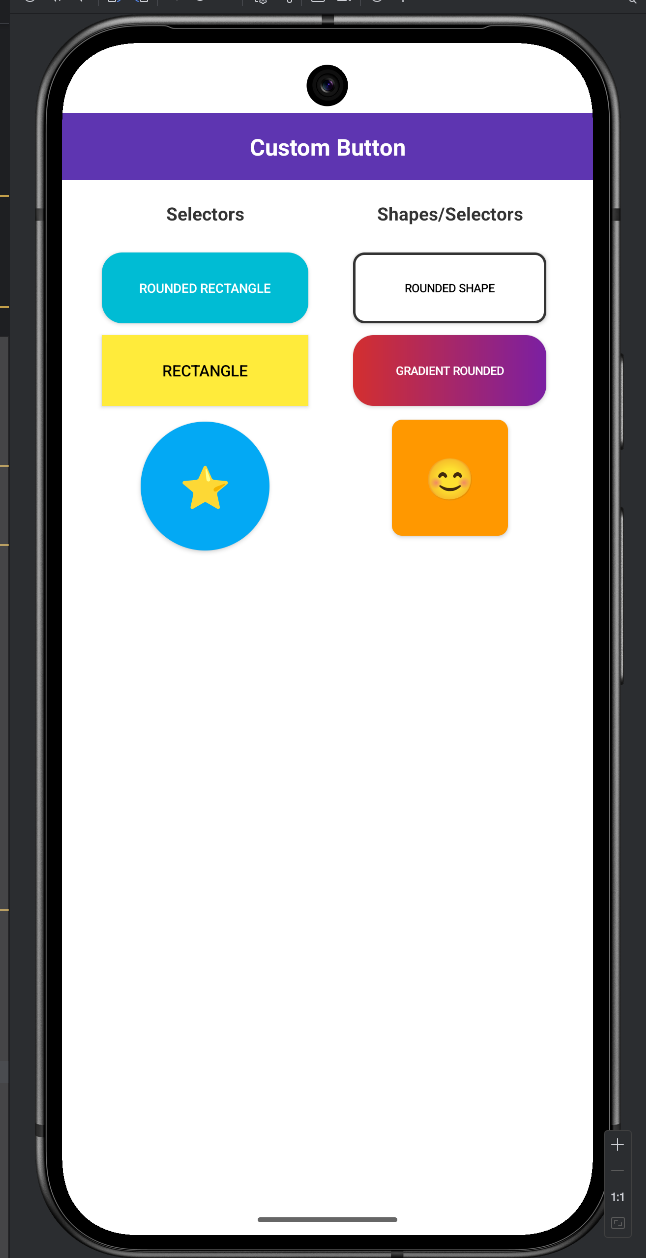 Custom Button
Selectors
Shapes/Selectors
ROUNDED RECTANGLE
ROUNDED SHAPE
RECTANGLE
GRADIENT ROUNDED
1:1